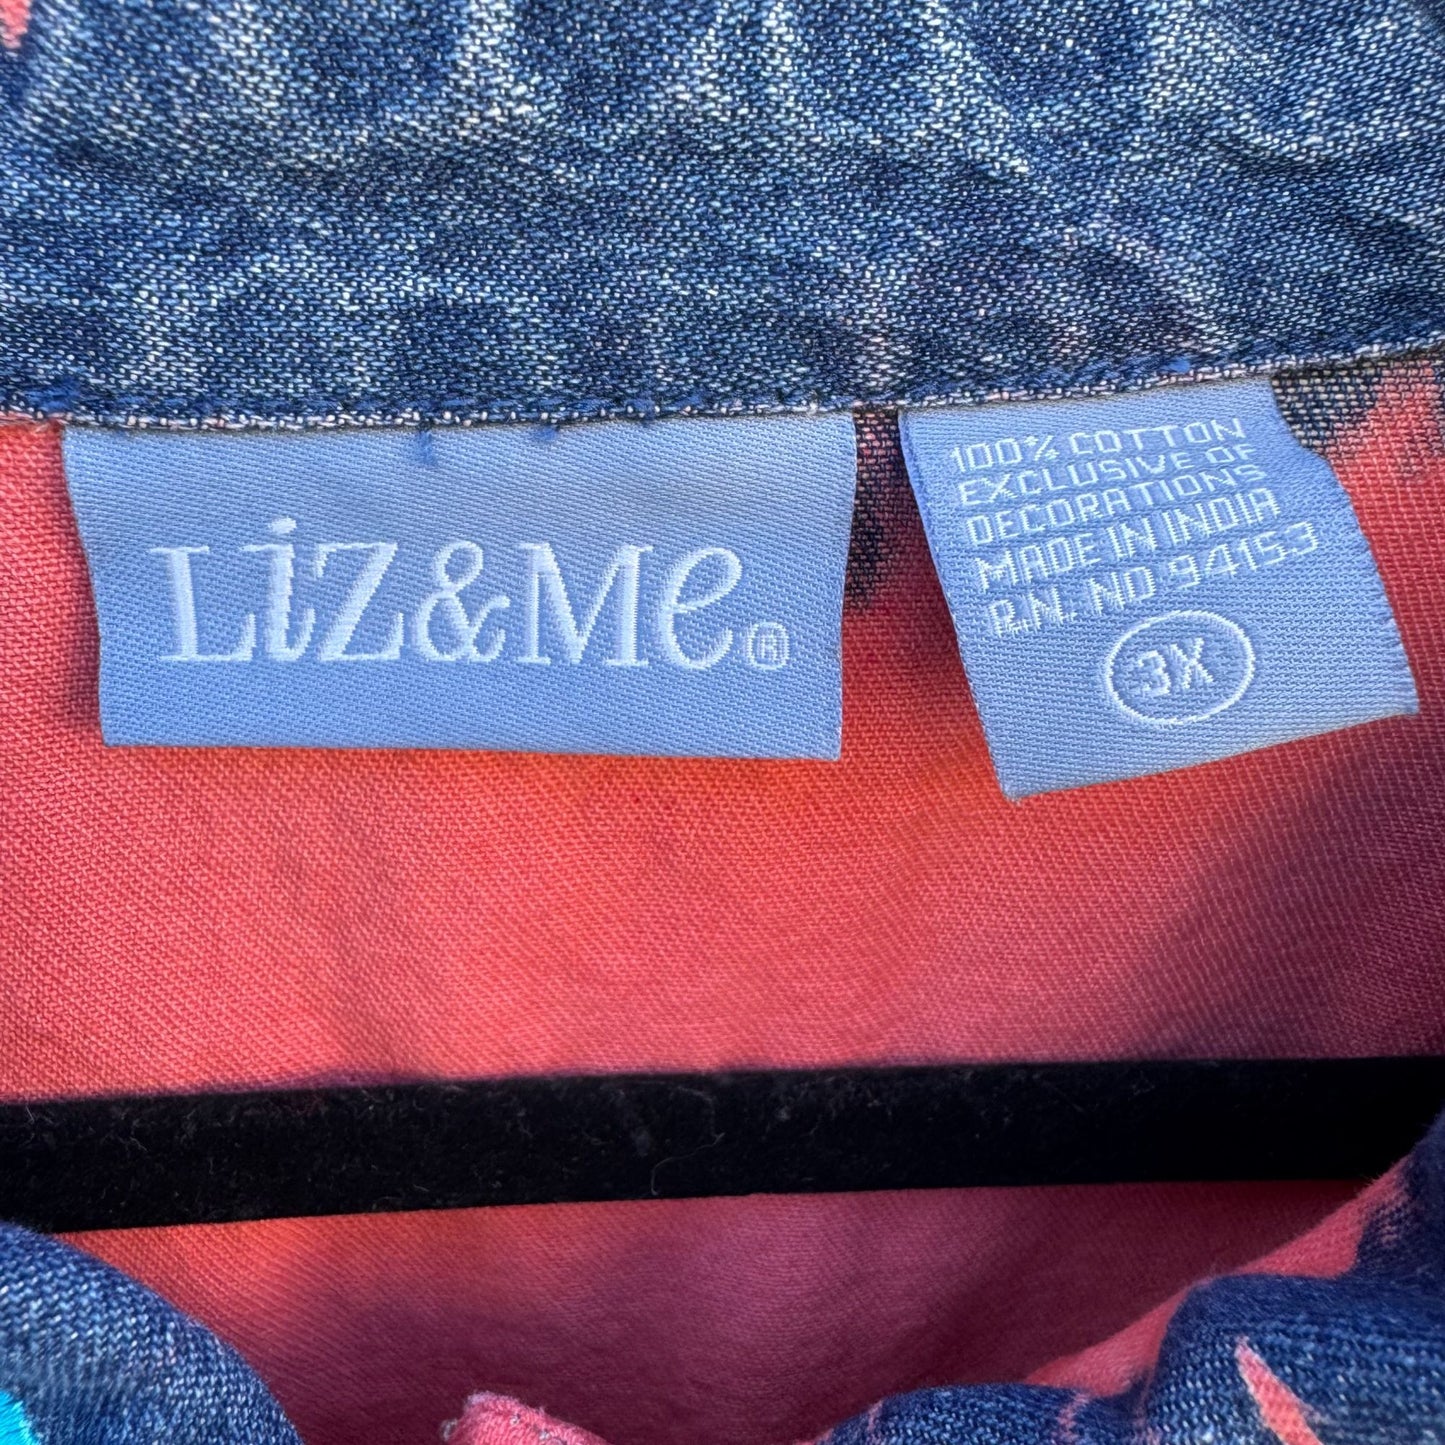 Liz&Me®
100% COTTON
EXCLUSIVE OF
DECORATIONS
MADE IN INDIA
R.N. NO 94153
3X